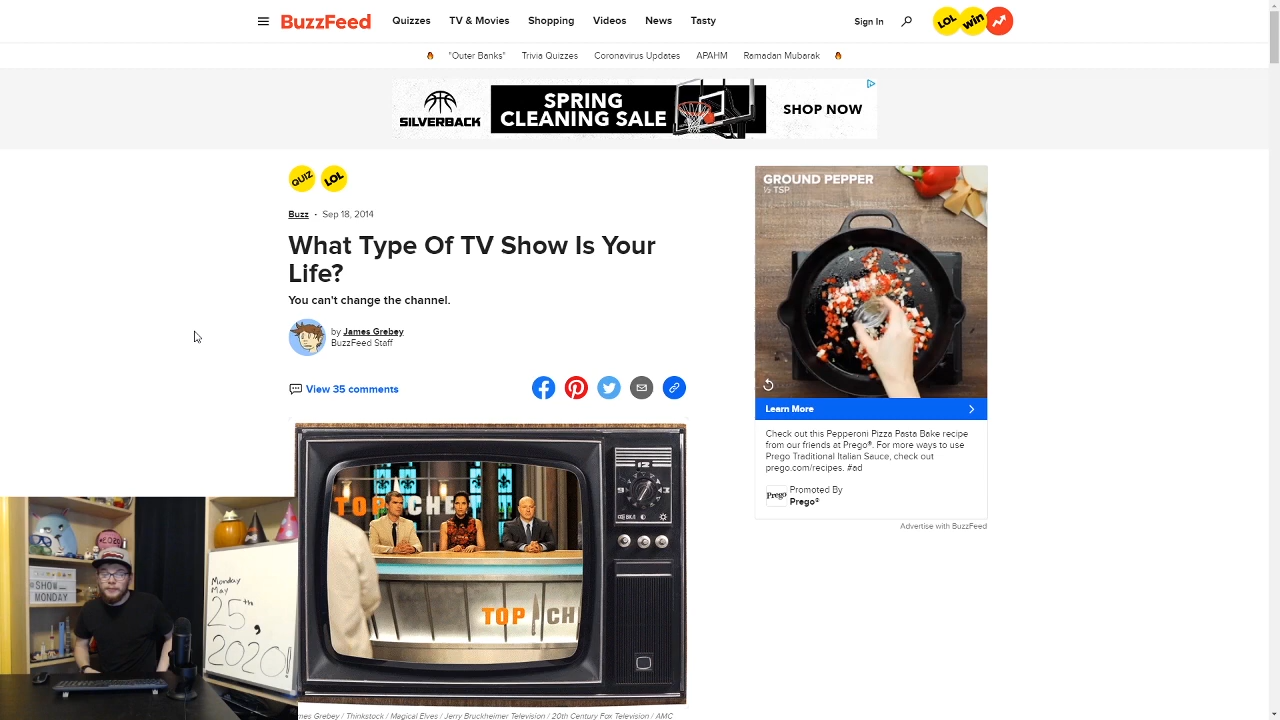 BuzzFeed
Quizzes
TV & Movies
Shopping
Videos
News
Tasty
Sign In
LOL
win
"Outer Banks"
Trivia Quizzes
Coronavirus Updates
APAHM
Ramadan Mubarak
SILVERBACK
SPRING
CLEANING SALE
SHOP NOW
QUIZ
LOL
Buzz · Sep 18, 2014
What Type Of TV Show Is Your
Life?
You can't change the channel.
by James Grebey
BuzzFeed Staff
View 35 comments
GROUND PEPPER
½ TSP
Learn More
Check out this Pepperoni Pizza Pasta Bake recipe
from our friends at Prego®. For more ways to use
Prego Traditional Italian Sauce, check out
prego.com/recipes. #ad
Prego
Promoted By
Prego®
Advertise with BuzzFeed
TOP CHE
TOP CH
#SHOW
MONDAY
Monday
May
25th,
2020!
mes Grebey / Thinkstock / Magical Elves / Jerry Bruckheimer Television / 20th Century Fox Television / AMC